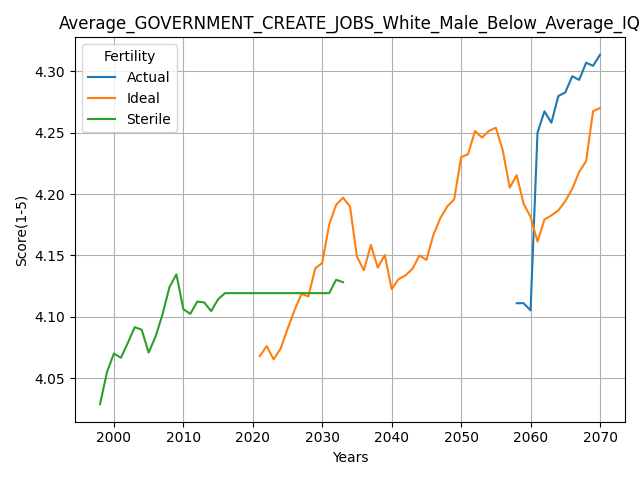 Average_GOVERNMENT_CREATE_JOBS_White_Male_Below_Average_IQ
Fertility
Actual
Ideal
Sterile
4.30
4.25
4.20
4.15
4.10
4.05
Score(1-5)
2000 2010 2020 2030 2040 2050 2060 2070
Years